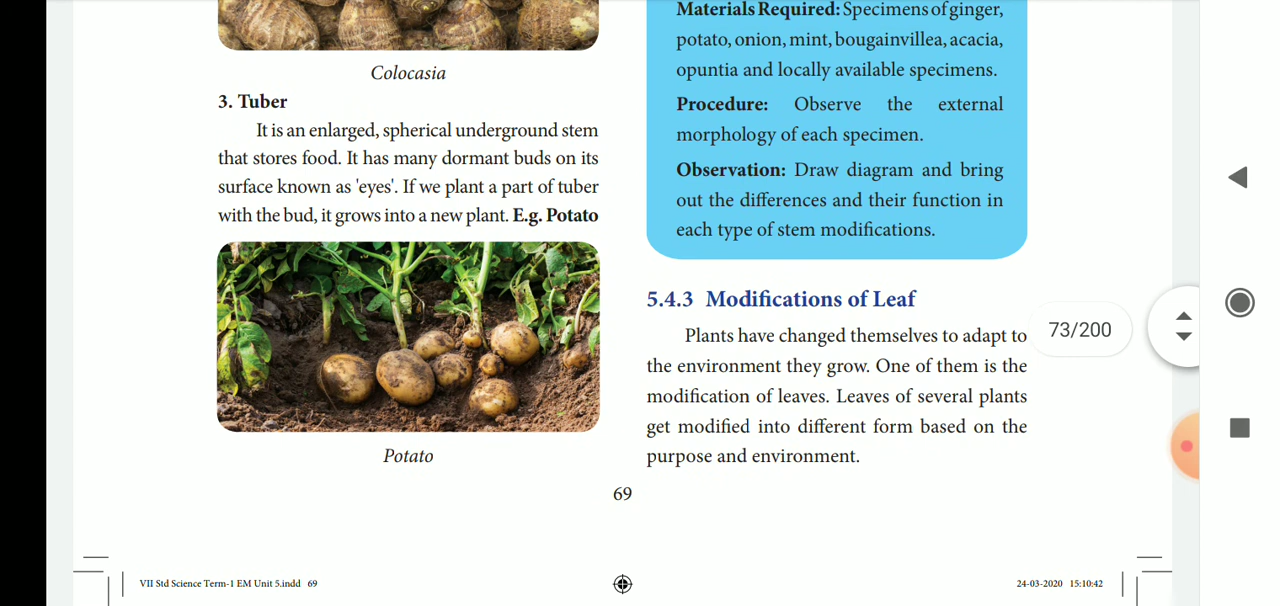 Colocasia
3. Tuber
It is an enlarged, spherical underground stem
that stores food. It has many dormant buds on its
surface known as 'eyes'. If we plant a part of tuber
with the bud, it grows into a new plant. E.g. Potato
Potato
Materials Required: Specimens of ginger,
potato, onion, mint, bougainvillea, acacia,
opuntia and locally available specimens.
Procedure: Observe the external
morphology of each specimen.
Observation: Draw diagram and bring
out the differences and their function in
each type of stem modifications.
5.4.3 Modifications of Leaf
Plants have changed themselves to adapt to
the environment they grow. One of them is the
modification of leaves. Leaves of several plants
get modified into different form based on the
purpose and environment.
73/200
69
VII Std Science Term-1 EM Unit 5.indd 69
24-03-2020 15:10:42